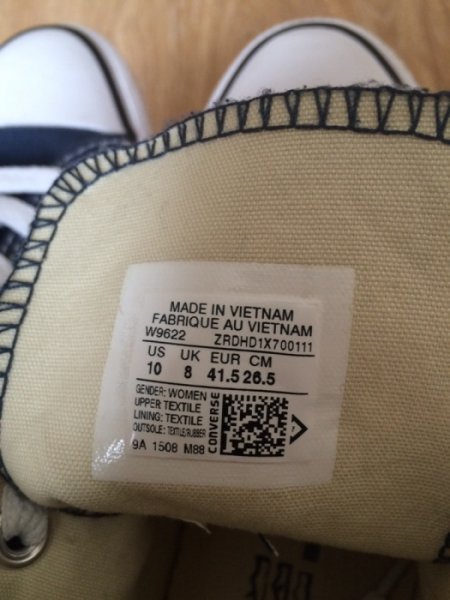 MADE IN VIETNAM
FABRIQUE AU VIETNAM
W9622 ZRDHD1X700111
US UK EUR CM
10 8 41.5 26.5
GENDER: WOMEN
UPPER: TEXTILE
LINING: TEXTILE
OUTSOLE: TEXTILE/RUBBER
9A 1508 M88
CONVERSE